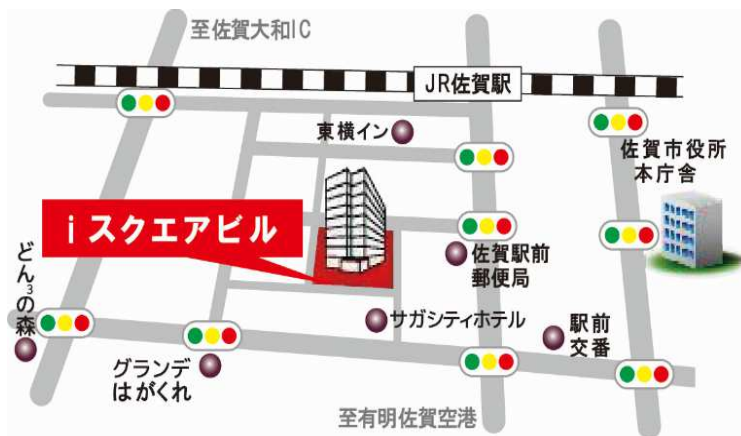 至佐賀大和IC
JR佐賀駅
東横イン
佐賀市役所
本庁舎
iスクエアビル
どん3の森
佐賀駅前
郵便局
サガシティホテル
駅前
交番
グランデ
はがくれ
至有明佐賀空港